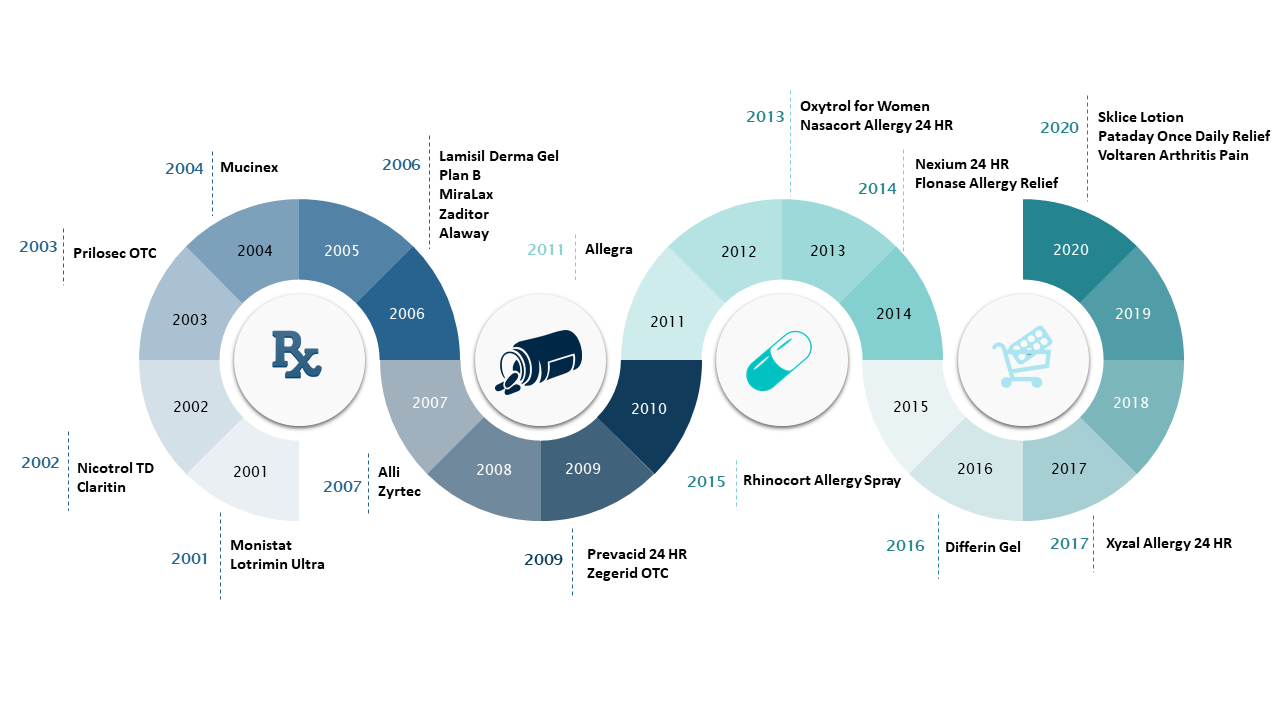 2001
Monistat
Lotrimin Ultra
2002
Nicotrol TD
Claritin
2003
Prilosec OTC
2004
Mucinex
2006
Lamisil Derma Gel
Plan B
MiraLax
Zaditor
Alaway
2007
Alli
Zyrtec
2009
Prevacid 24 HR
Zegerid OTC
2011
Allegra
2013
Oxytrol for Women
Nasacort Allergy 24 HR
2014
Nexium 24 HR
Flonase Allergy Relief
2015
Rhinocort Allergy Spray
2016
Differin Gel
2017
Xyzal Allergy 24 HR
2020
Sklice Lotion
Pataday Once Daily Relief
Voltaren Arthritis Pain
2001
2002
2003
2004
2005
2006
2007
2008
2009
2010
2011
2012
2013
2014
2015
2016
2017
2018
2019
2020
Rx